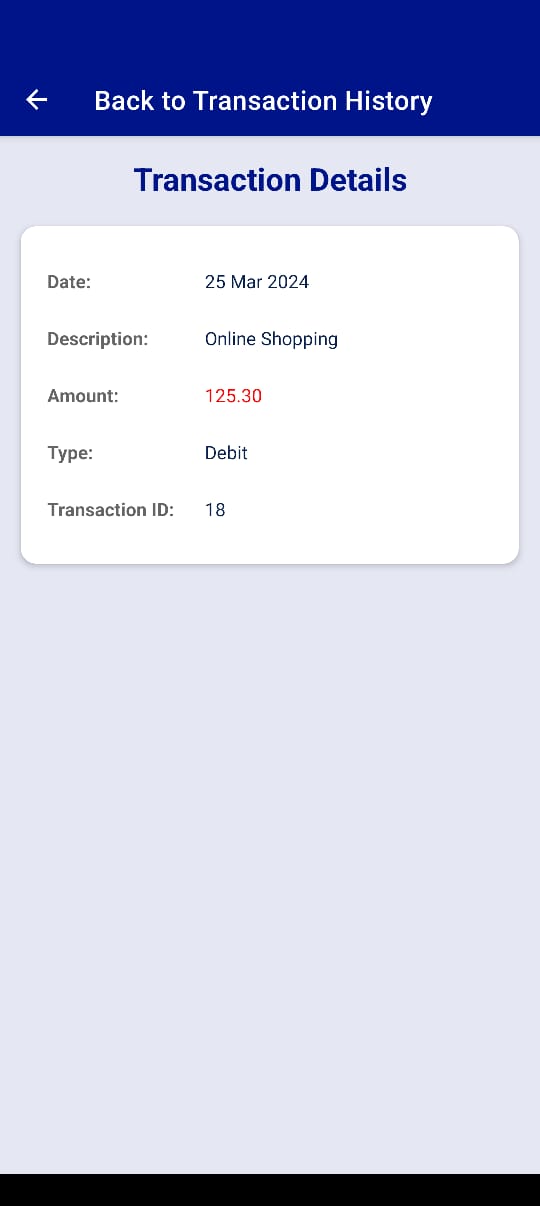 Back to Transaction History
Transaction Details
Date: 25 Mar 2024
Description: Online Shopping
Amount: 125.30
Type: Debit
Transaction ID: 18